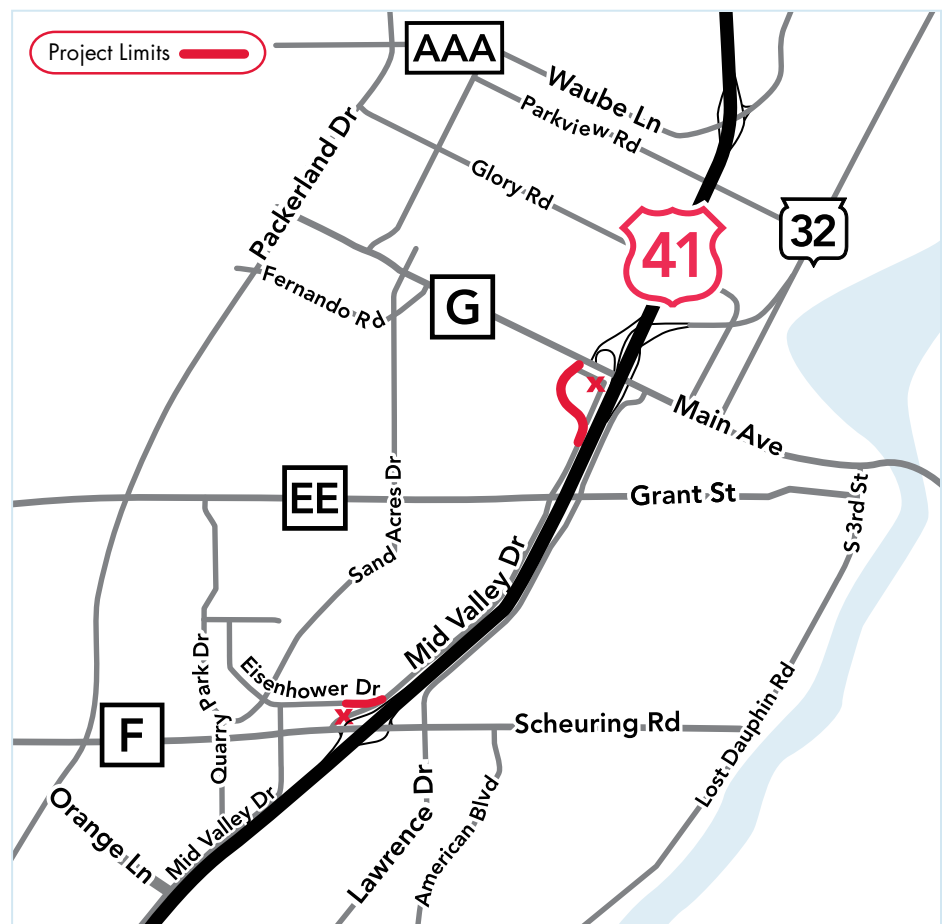 Project Limits
AAA
Waube Ln
Parkview Rd
Packerland Dr
Glory Rd
32
41
Fernando Rd
G
Main Ave
Sand Acres Dr
EE
Grant St
S 3rd St
Mid Valley Dr
Quarry Park Dr
Eisenhower Dr
x
x
F
Scheuring Rd
Lost Dauphin Rd
Orange Ln
Mid Valley Dr
Lawrence Dr
American Blvd